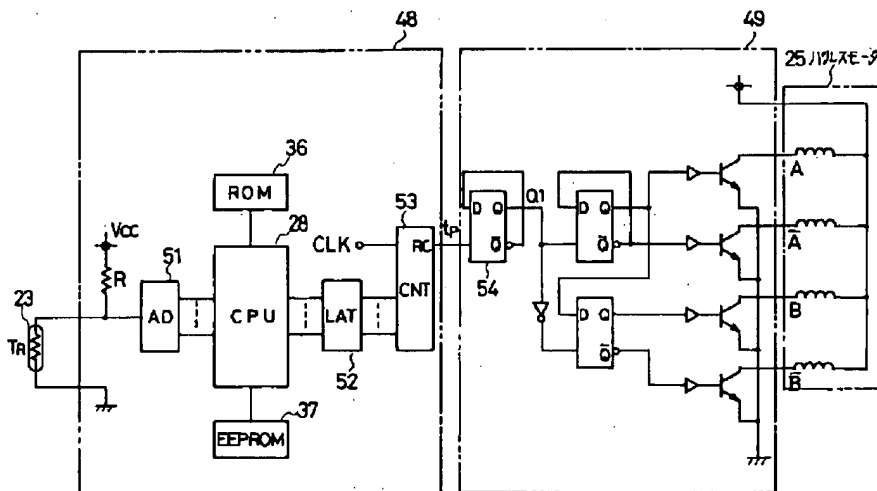 48
49
25 パルスモータ
36
ROM
53
Q1
A
VCC
28
CLK
tP
D Q
Q̅
D Q
Q̅
51
RC
54
A̅
R
23
AD
CPU
LAT
CNT
B
TR
D Q
Q̅
52
37
B̅
EEPROM